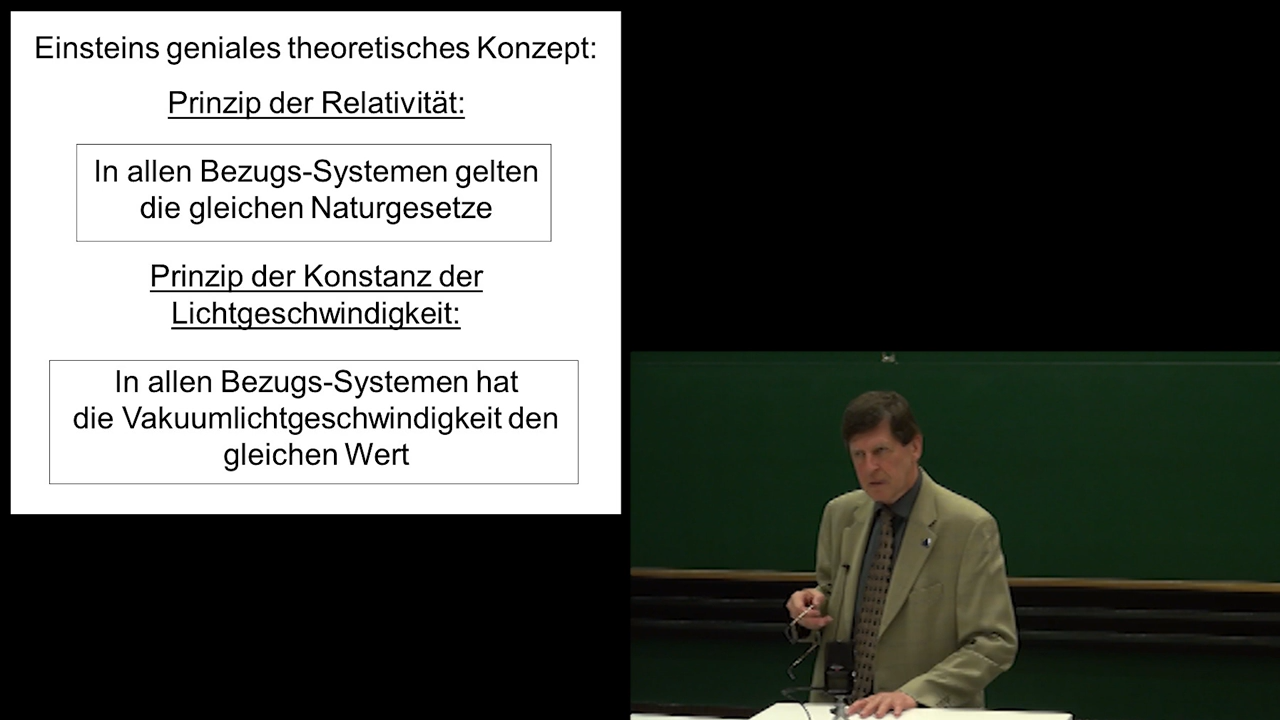 Einsteins geniales theoretisches Konzept:
Prinzip der Relativität:
In allen Bezugs-Systemen gelten
die gleichen Naturgesetze
Prinzip der Konstanz der
Lichtgeschwindigkeit:
In allen Bezugs-Systemen hat
die Vakuumlichtgeschwindigkeit den
gleichen Wert